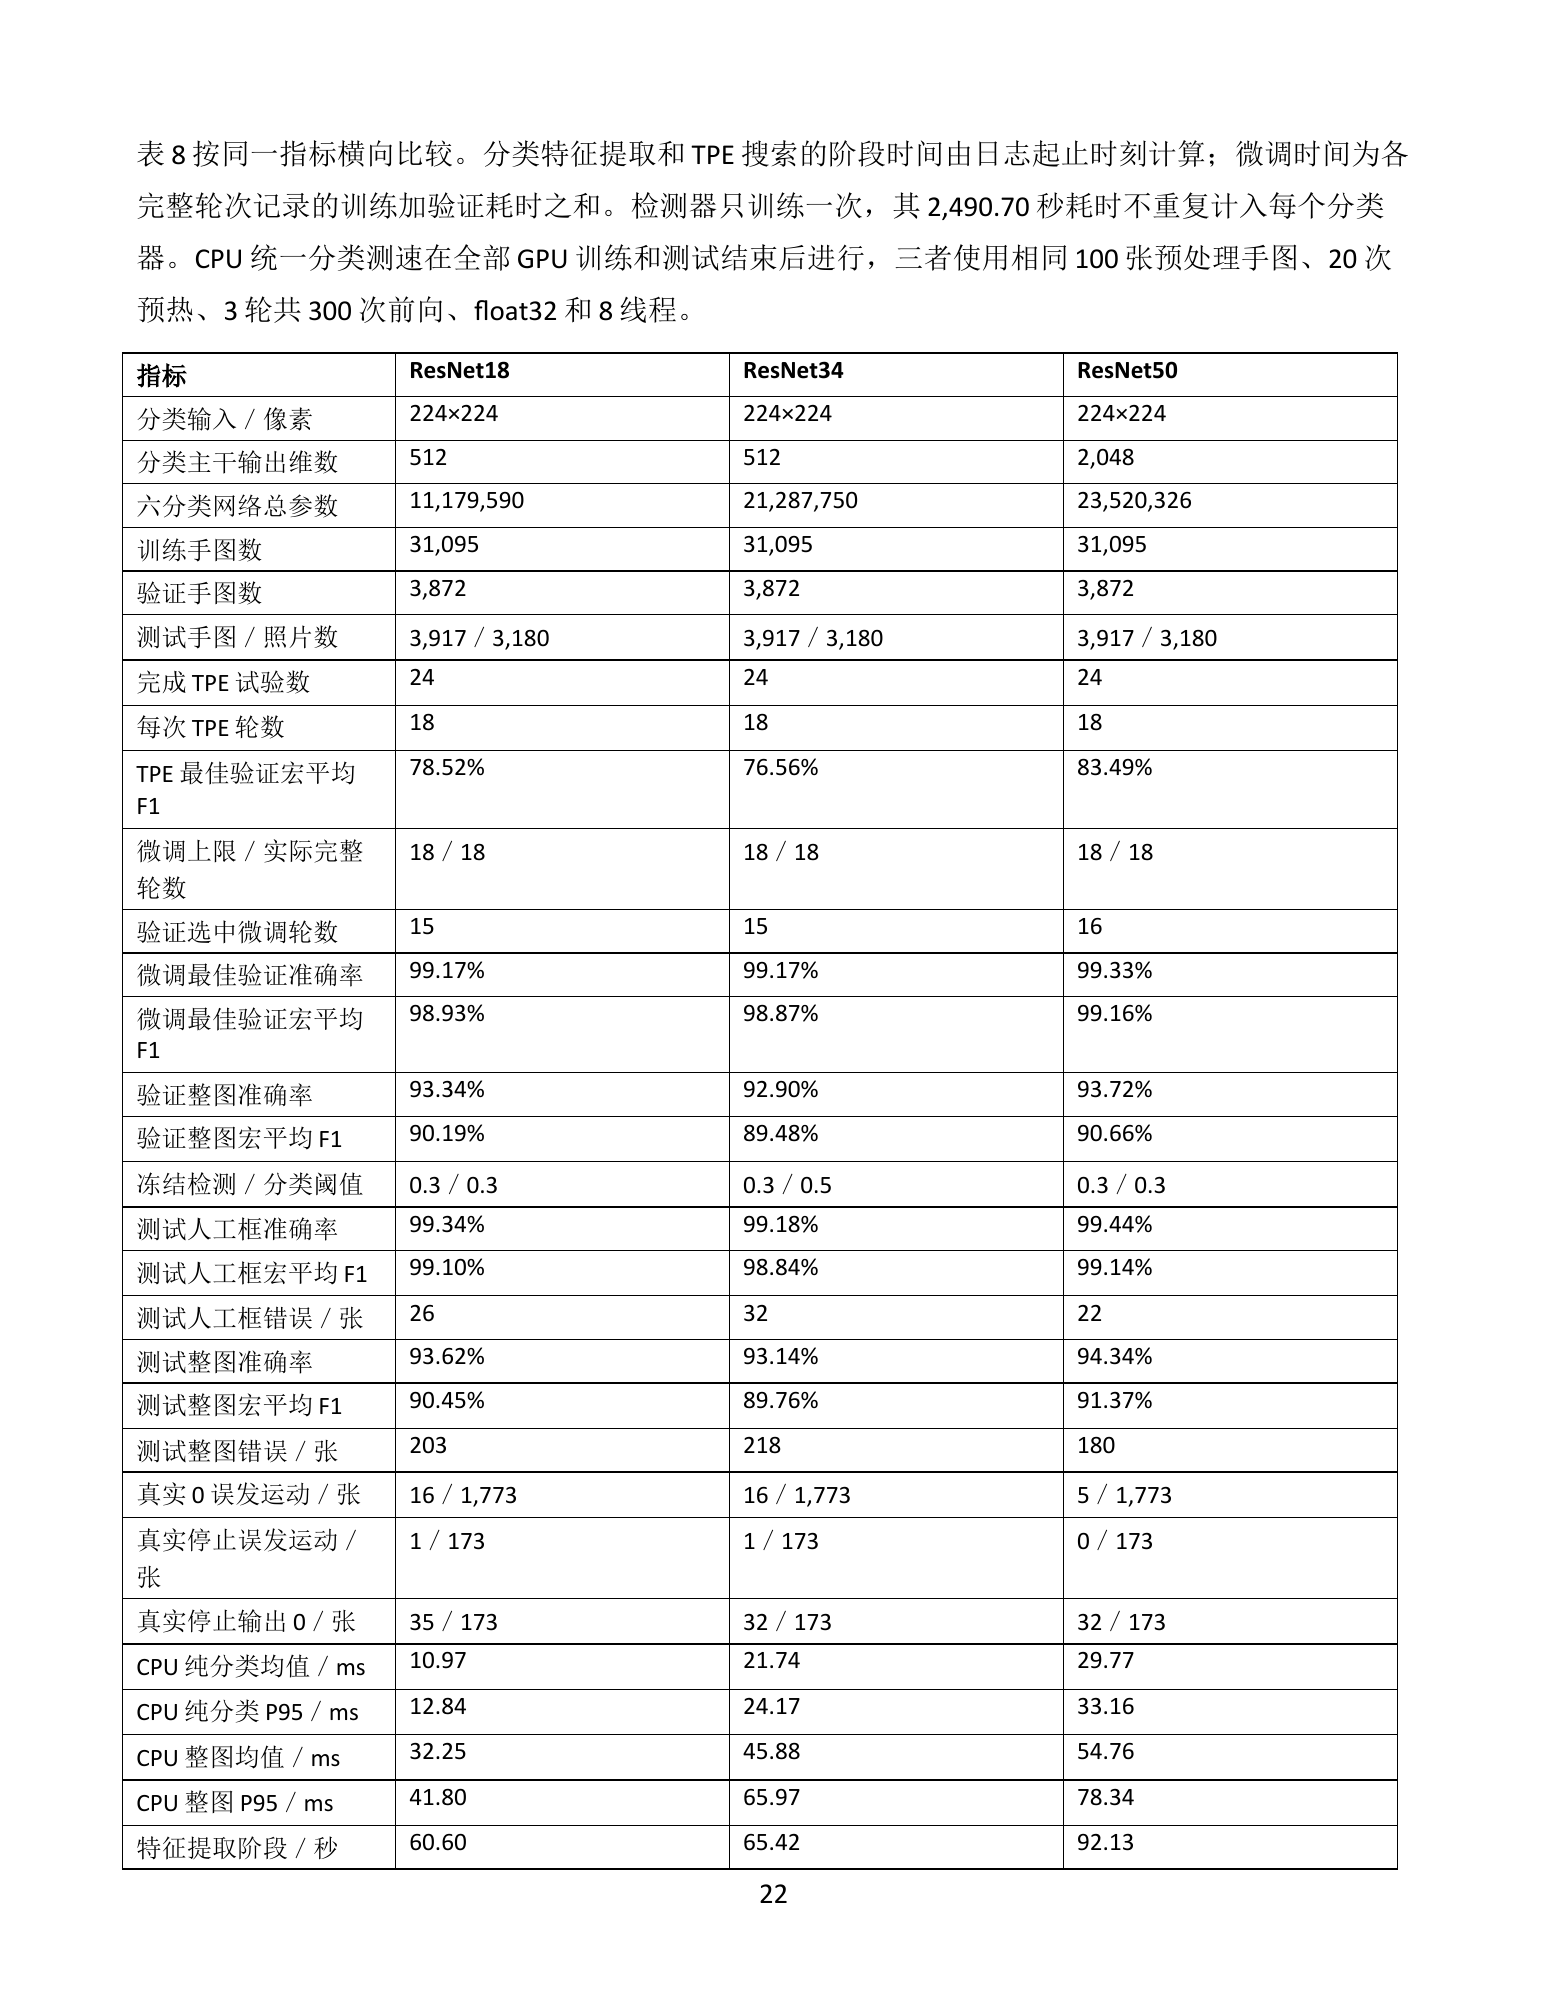 表 8 按同一指标横向比较。分类特征提取和 TPE 搜索的阶段时间由日志起止时刻计算；微调时间为各
完整轮次记录的训练加验证耗时之和。检测器只训练一次，其 2,490.70 秒耗时不重复计入每个分类
器。CPU 统一分类测速在全部 GPU 训练和测试结束后进行，三者使用相同 100 张预处理手图、20 次
预热、3 轮共 300 次前向、float32 和 8 线程。
指标 ResNet18 ResNet34 ResNet50
分类输入／像素 224×224 224×224 224×224
分类主干输出维数 512 512 2,048
六分类网络总参数 11,179,590 21,287,750 23,520,326
训练手图数 31,095 31,095 31,095
验证手图数 3,872 3,872 3,872
测试手图／照片数 3,917／3,180 3,917／3,180 3,917／3,180
完成 TPE 试验数 24 24 24
每次 TPE 轮数 18 18 18
TPE 最佳验证宏平均 78.52% 76.56% 83.49%
F1
微调上限／实际完整 18／18 18／18 18／18
轮数
验证选中微调轮数 15 15 16
微调最佳验证准确率 99.17% 99.17% 99.33%
微调最佳验证宏平均 98.93% 98.87% 99.16%
F1
验证整图准确率 93.34% 92.90% 93.72%
验证整图宏平均 F1 90.19% 89.48% 90.66%
冻结检测／分类阈值 0.3／0.3 0.3／0.5 0.3／0.3
测试人工框准确率 99.34% 99.18% 99.44%
测试人工框宏平均 F1 99.10% 98.84% 99.14%
测试人工框错误／张 26 32 22
测试整图准确率 93.62% 93.14% 94.34%
测试整图宏平均 F1 90.45% 89.76% 91.37%
测试整图错误／张 203 218 180
真实 0 误发运动／张 16／1,773 16／1,773 5／1,773
真实停止误发运动／ 1／173 1／173 0／173
张
真实停止输出 0／张 35／173 32／173 32／173
CPU 纯分类均值／ms 10.97 21.74 29.77
CPU 纯分类 P95／ms 12.84 24.17 33.16
CPU 整图均值／ms 32.25 45.88 54.76
CPU 整图 P95／ms 41.80 65.97 78.34
特征提取阶段／秒 60.60 65.42 92.13
22